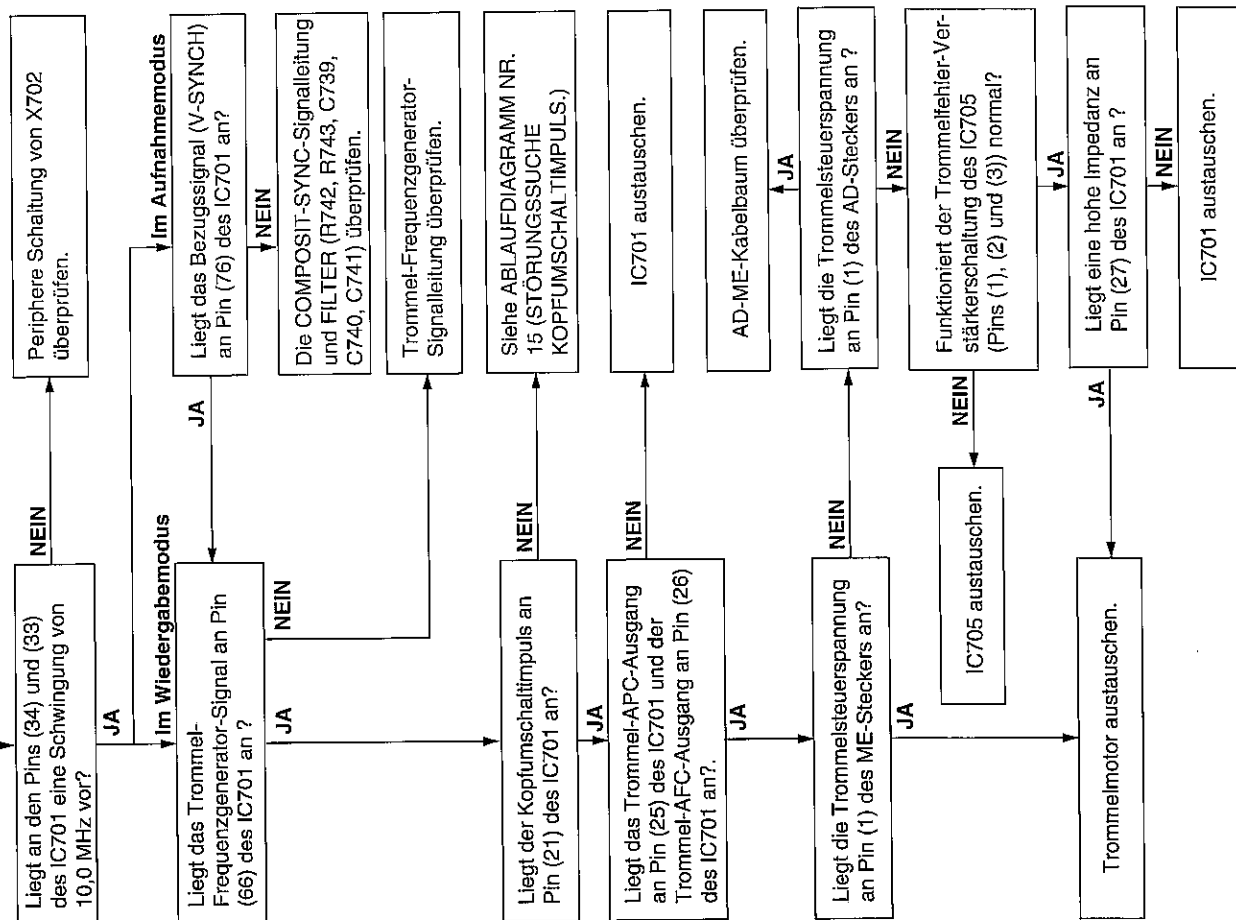 Liegt an den Pins (34) und (33)
des IC701 eine Schwingung von
10,0 MHz vor?
NEIN
Periphere Schaltung von X702
überprüfen.
JA
Im Aufnahmemodus
Liegt das Bezugssignal (V-SYNCH)
an Pin (76) des IC701 an?
JA
NEIN
Die COMPOSIT-SYNC-Signalleitung
und FILTER (R742, R743, C739,
C740, C741) überprüfen.
Im Wiedergabemodus
Liegt das Trommel-
Frequenzgenerator-Signal an Pin
(66) des IC701 an ?
NEIN
Trommel-Frequenzgenerator-
Signalleitung überprüfen.
JA
Liegt der Kopfumschaltimpuls an
Pin (21) des IC701 an?
NEIN
Siehe ABLAUFDIAGRAMM NR.
15 (STÖRUNGSSUCHE
KOPFUMSCHALTIMPULS.)
JA
Liegt das Trommel-APC-Ausgang
an Pin (25) des IC701 und der
Trommel-AFC-Ausgang an Pin (26)
des IC701 an?.
NEIN
IC701 austauschen.
JA
Liegt die Trommelsteuerspannung
an Pin (1) des ME-Steckers an?
NEIN
Liegt die Trommelsteuerspannung
an Pin (1) des AD-Steckers an ?
JA
AD-ME-Kabelbaum überprüfen.
NEIN
Funktioniert der Trommelfehler-Ver-
stärkerschaltung des IC705
(Pins (1), (2) und (3)) normal?
NEIN
IC705 austauschen.
JA
Liegt eine hohe Impedanz an
Pin (27) des IC701 an ?
JA
NEIN
IC701 austauschen.
JA
Trommelmotor austauschen.